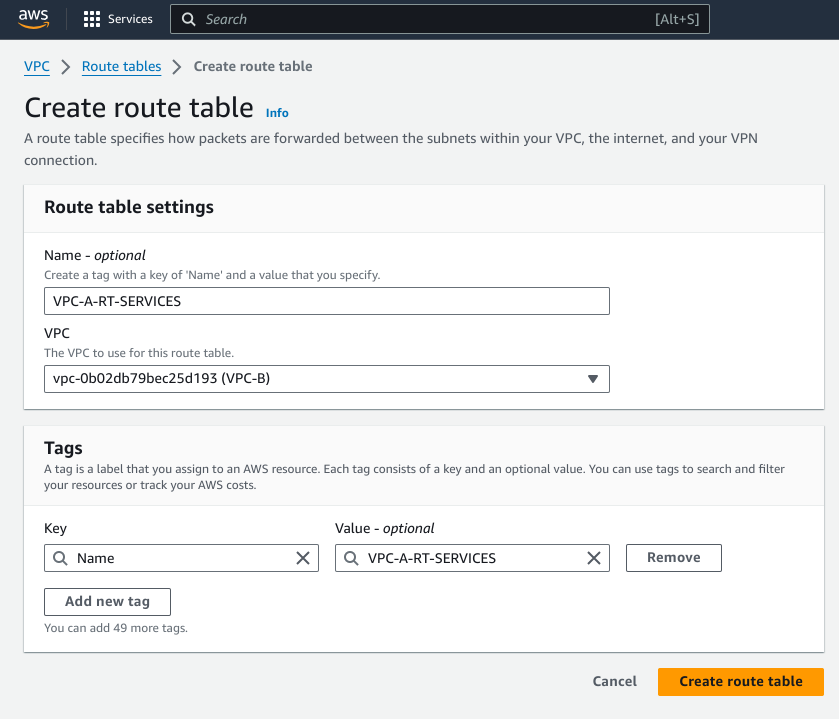 aws Services Search [Alt+S]
VPC Route tables Create route table
Create route table Info
A route table specifies how packets are forwarded between the subnets within your VPC, the internet, and your VPN
connection.
Route table settings
Name - optional
Create a tag with a key of 'Name' and a value that you specify.
VPC-A-RT-SERVICES
VPC
The VPC to use for this route table.
vpc-0b02db79bec25d193 (VPC-B)
Tags
A tag is a label that you assign to an AWS resource. Each tag consists of a key and an optional value. You can use tags to search and filter
your resources or track your AWS costs.
Key Value - optional
Name VPC-A-RT-SERVICES Remove
Add new tag
You can add 49 more tags.
Cancel Create route table